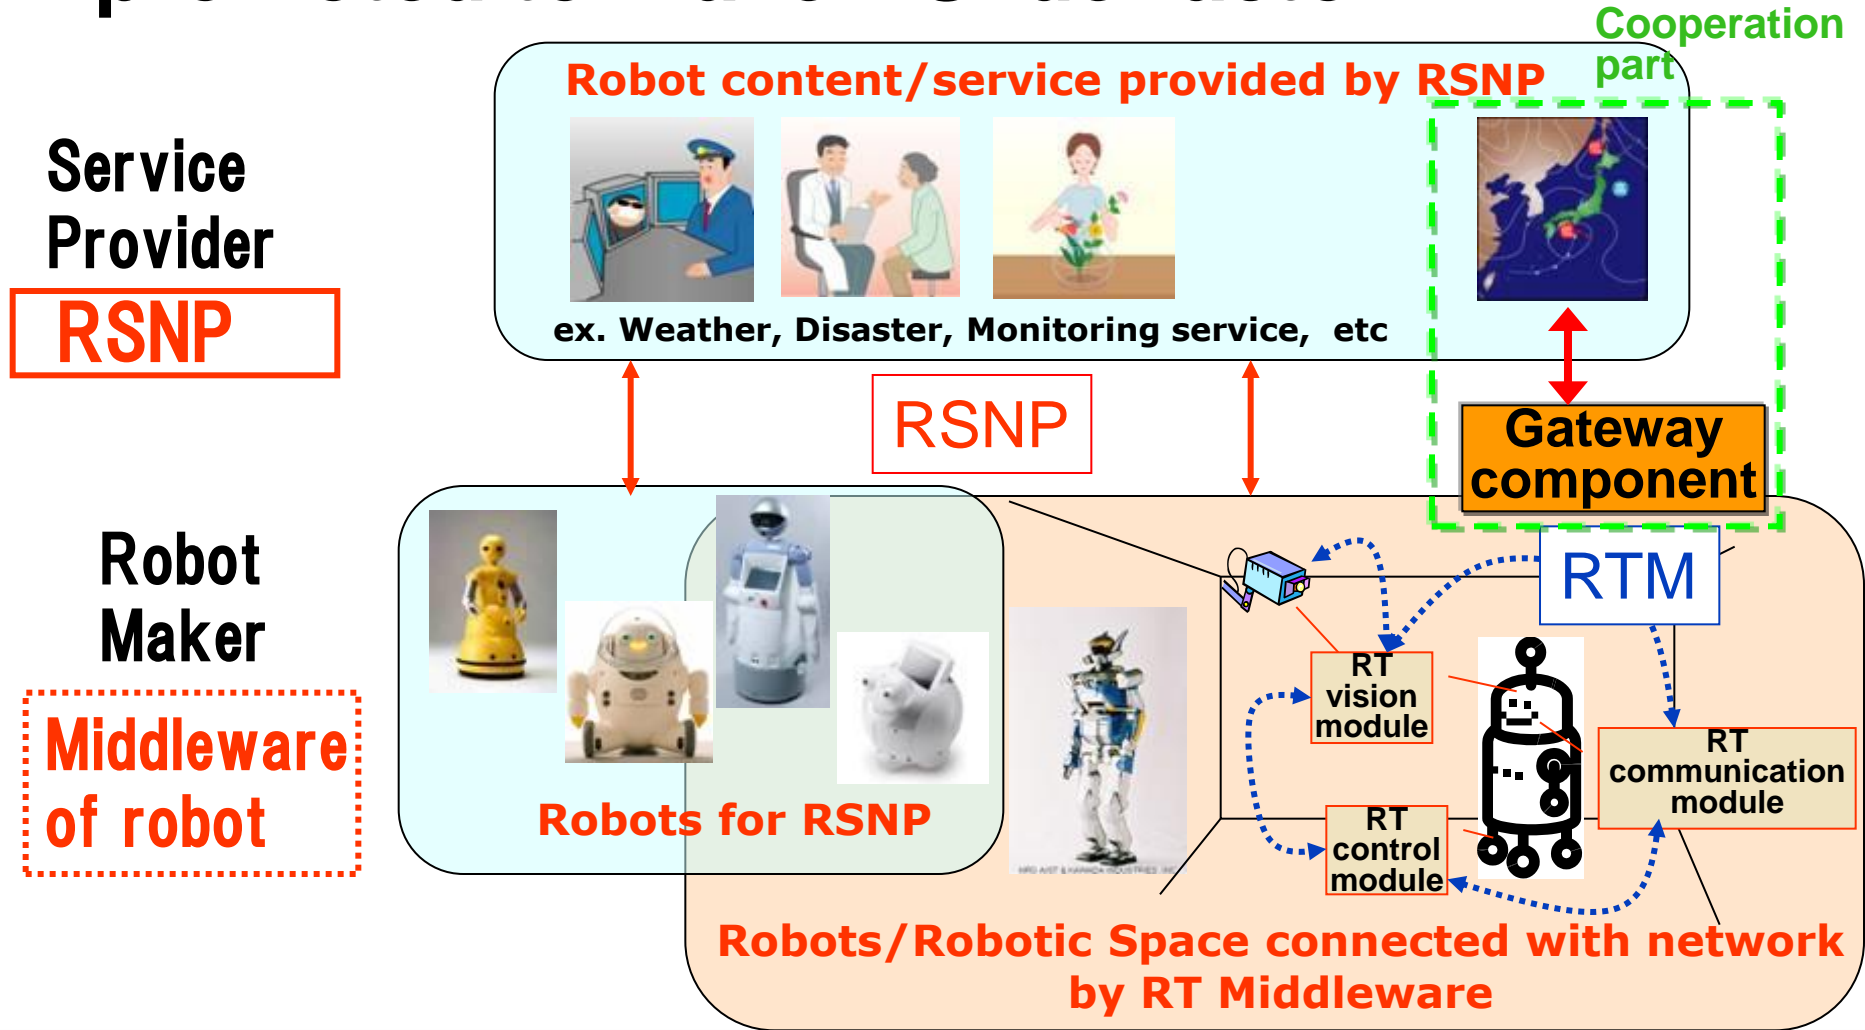 Cooperation
part
Robot content/service provided by RSNP
Service
Provider
RSNP
ex. Weather, Disaster, Monitoring service, etc
RSNP
Gateway
component
Robot
Maker
Middleware
of robot
RTM
RT
vision
module
RT
communication
module
RT
control
module
Robots for RSNP
Robots/Robotic Space connected with network
by RT Middleware